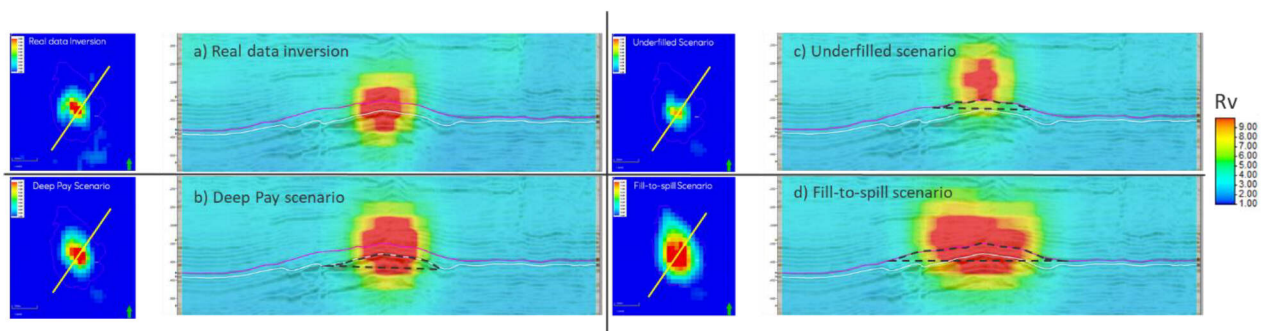 Real data Inversion
a) Real data inversion
Underfilled Scenario
c) Underfilled scenario
Rv
9.00
8.00
7.00
6.00
5.00
4.00
3.00
2.00
1.00
Deep Pay Scenario
b) Deep Pay scenario
Fill-to-spill Scenario
d) Fill-to-spill scenario